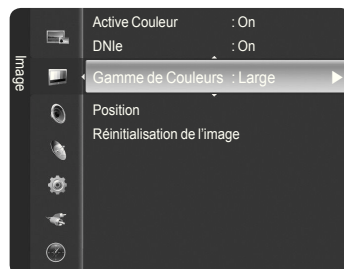 Image
Active Couleur : On
DNIe : On
Gamme de Couleurs : Large
Position
Réinitialisation de l'image